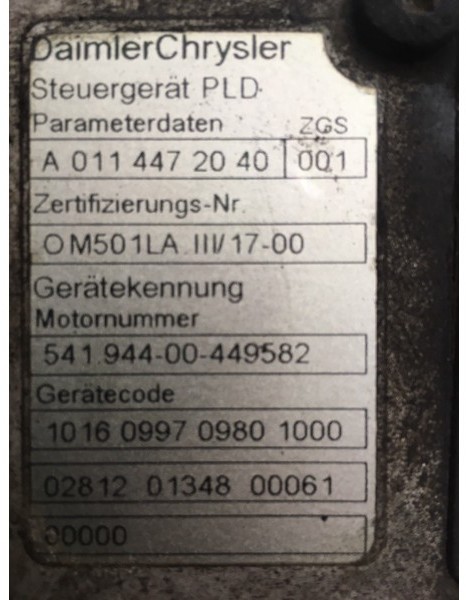 DaimlerChrysler
Steuergerät PLD
Parameterdaten ZGS
A 011 447 20 40 001
Zertifizierungs-Nr.
OM501LA III/17-00
Gerätekennung
Motornummer
541.944-00-449582
Gerätecode
1016 0997 0980 1000
02812 01348 00061
00000